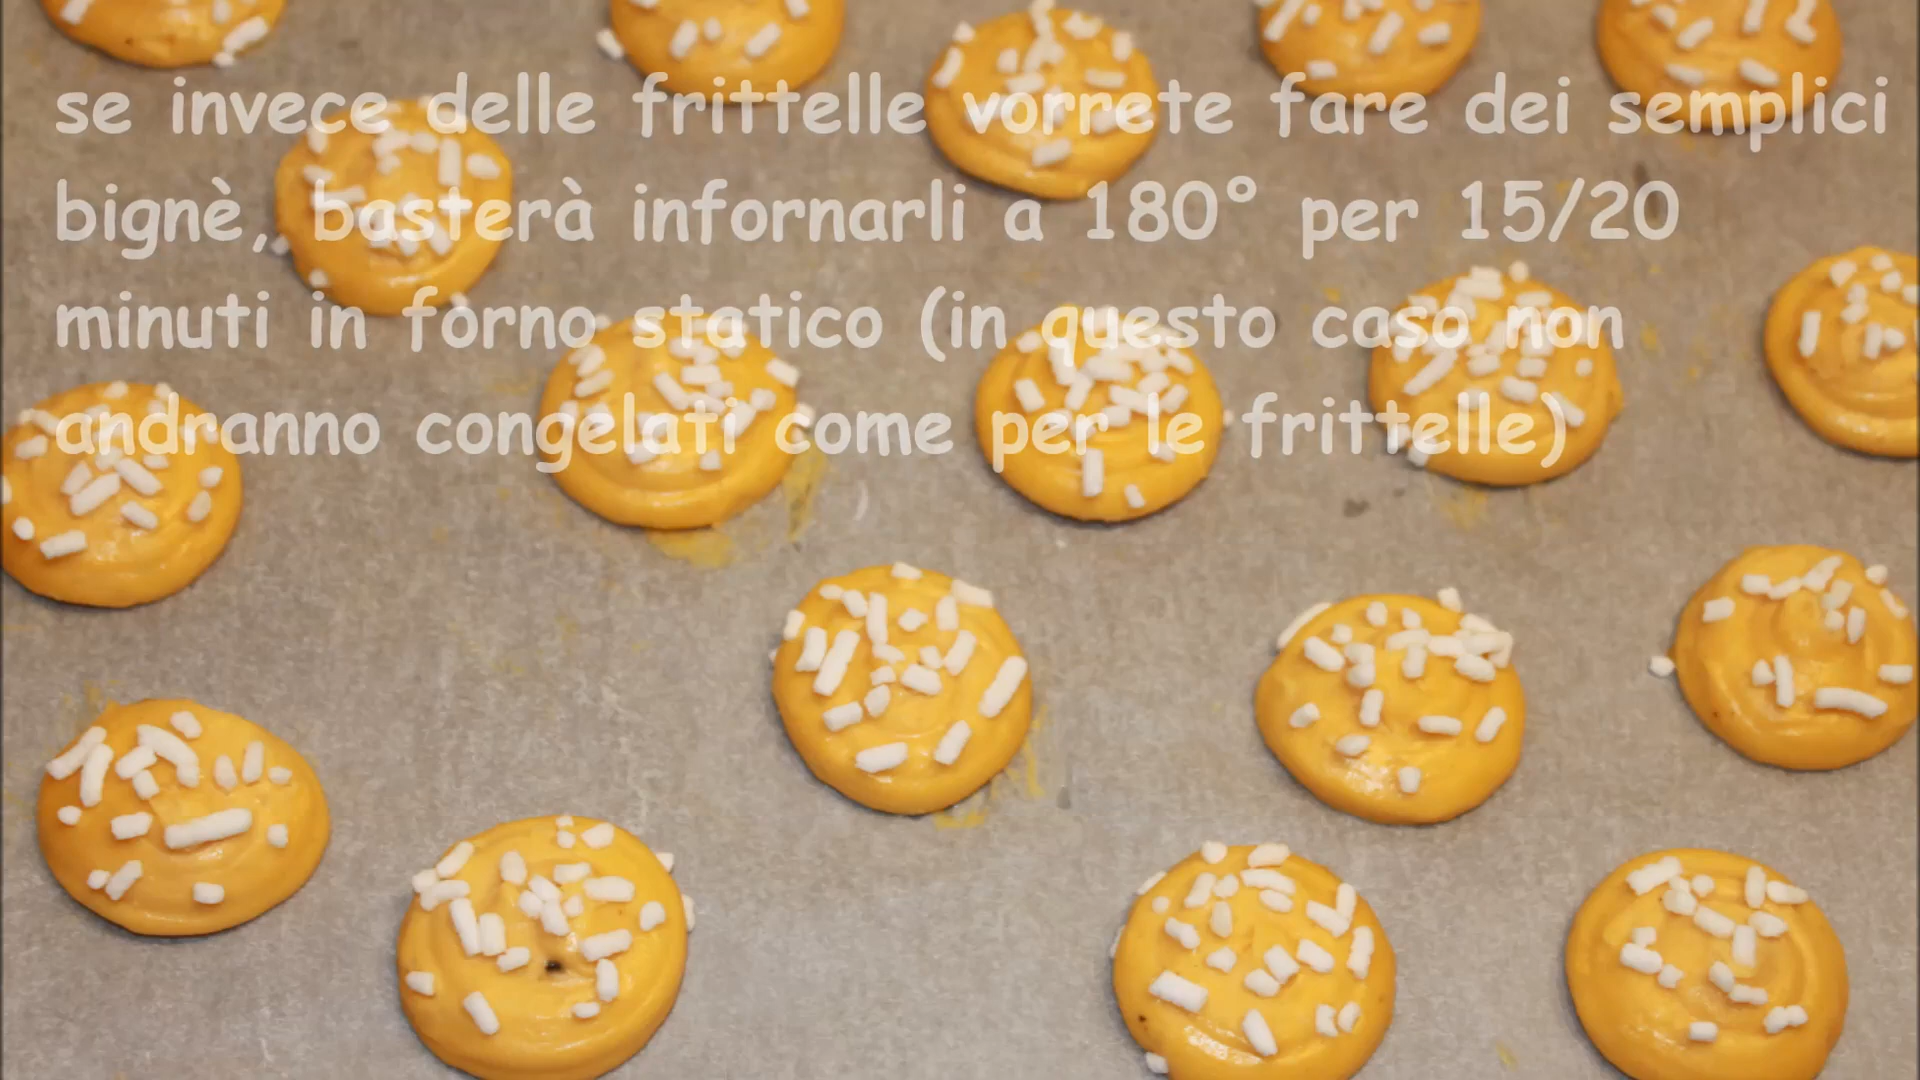 se invece delle frittelle vorrete fare dei semplici
bignè, basterà infornarli a 180° per 15/20
minuti in forno statico (in questo caso non
andranno congelati come per le frittelle)